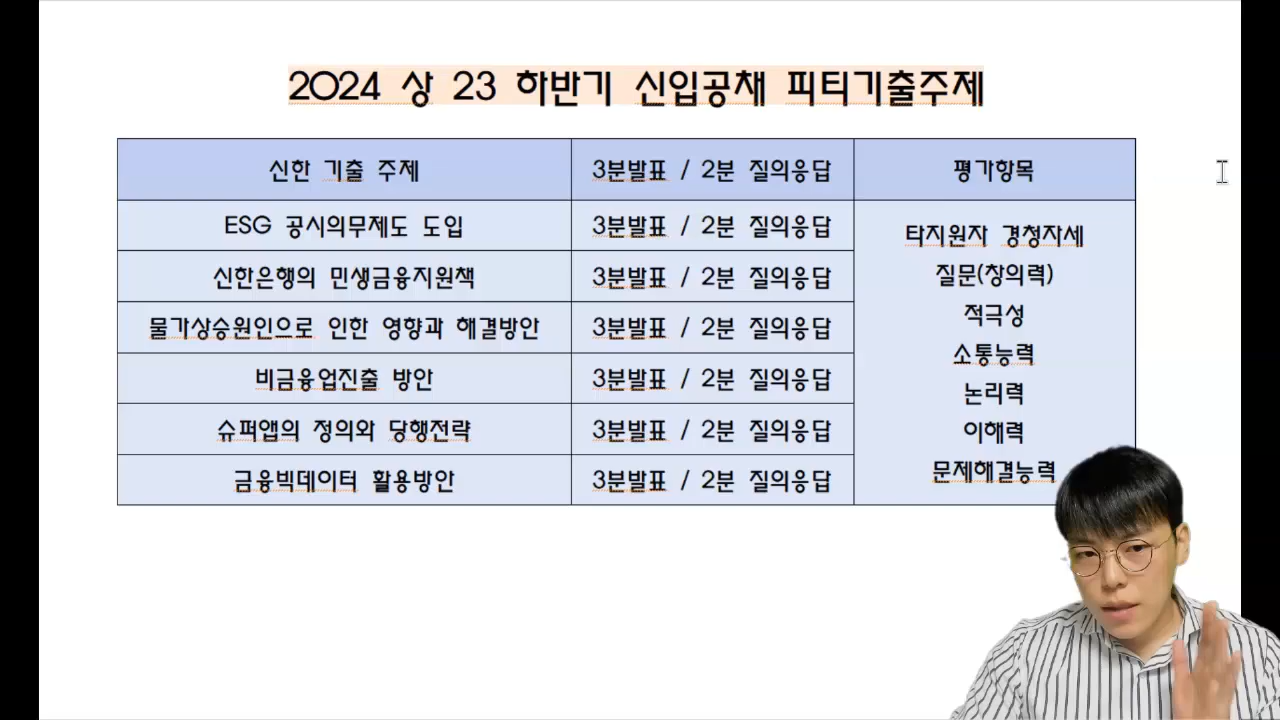 2024 상 23 하반기 신입공채 피티기출주제
신한 기출 주제 3분발표 / 2분 질의응답 평가항목
ESG 공시의무제도 도입 3분발표 / 2분 질의응답
신한은행의 민생금융지원책 3분발표 / 2분 질의응답
물가상승원인으로 인한 영향과 해결방안 3분발표 / 2분 질의응답
비금융업진출 방안 3분발표 / 2분 질의응답
슈퍼앱의 정의와 당행전략 3분발표 / 2분 질의응답
금융빅데이터 활용방안 3분발표 / 2분 질의응답
타지원자 경청자세
질문(창의력)
적극성
소통능력
논리력
이해력
문제해결능력